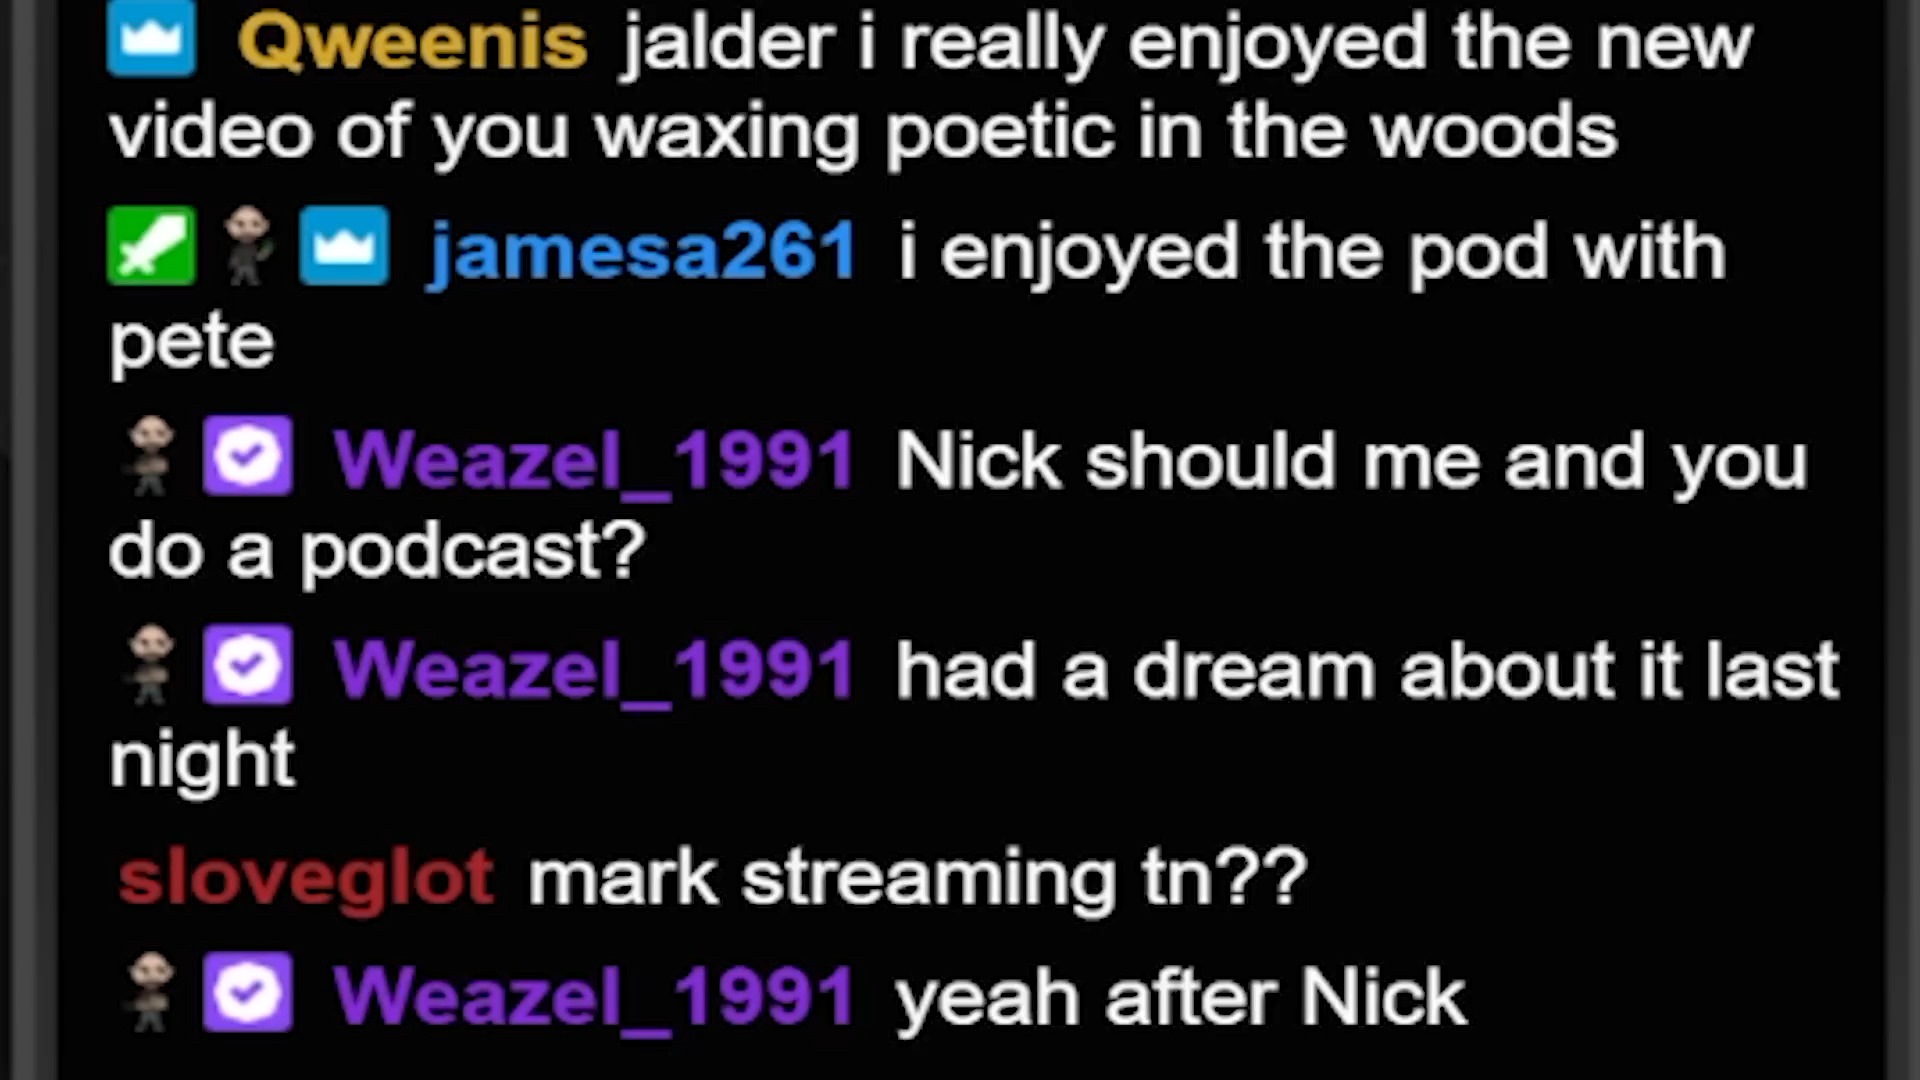 Qweenis jalder i really enjoyed the new
video of you waxing poetic in the woods
jamesa261 i enjoyed the pod with
pete
Weazel_1991 Nick should me and you
do a podcast?
Weazel_1991 had a dream about it last
night
sloveglot mark streaming tn??
Weazel_1991 yeah after Nick